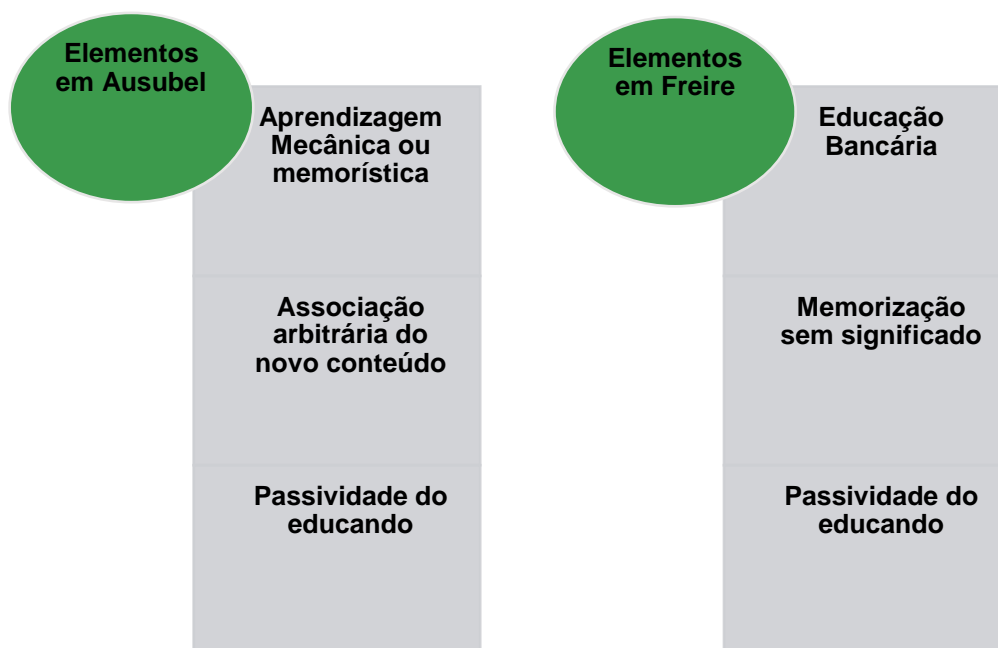 Elementos
em Ausubel
Aprendizagem
Mecânica ou
memorística
Associação
arbitrária do
novo conteúdo
Passividade do
educando
Elementos
em Freire
Educação
Bancária
Memorização
sem significado
Passividade do
educando